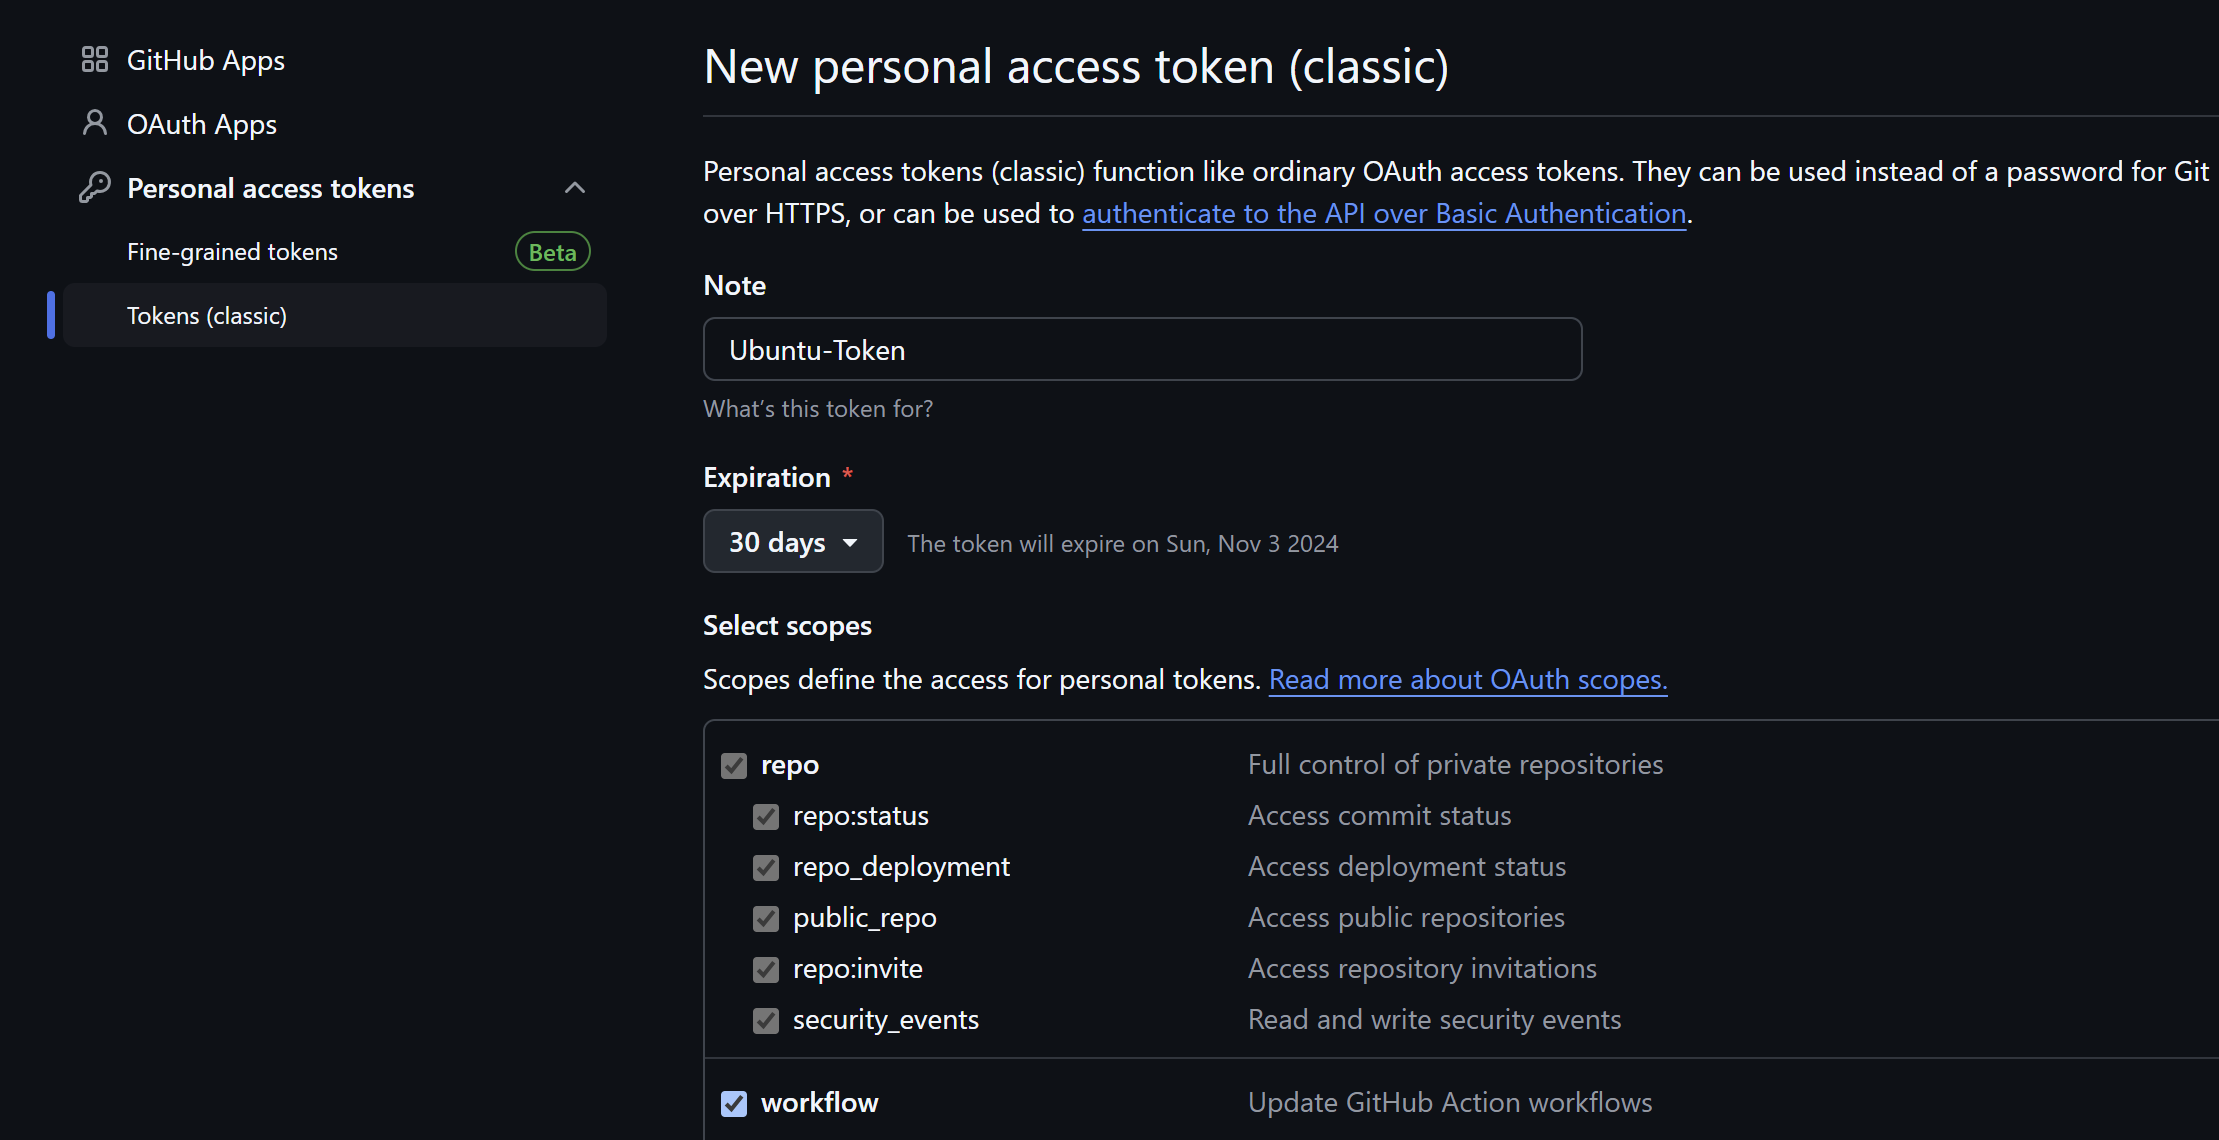 GitHub Apps
OAuth Apps
Personal access tokens
Fine-grained tokens
Beta
Tokens (classic)
New personal access token (classic)
Personal access tokens (classic) function like ordinary OAuth access tokens. They can be used instead of a password for Git
over HTTPS, or can be used to authenticate to the API over Basic Authentication.
Note
Ubuntu-Token
What's this token for?
Expiration *
30 days
The token will expire on Sun, Nov 3 2024
Select scopes
Scopes define the access for personal tokens. Read more about OAuth scopes.
repo Full control of private repositories
repo:status Access commit status
repo_deployment Access deployment status
public_repo Access public repositories
repo:invite Access repository invitations
security_events Read and write security events
workflow Update GitHub Action workflows